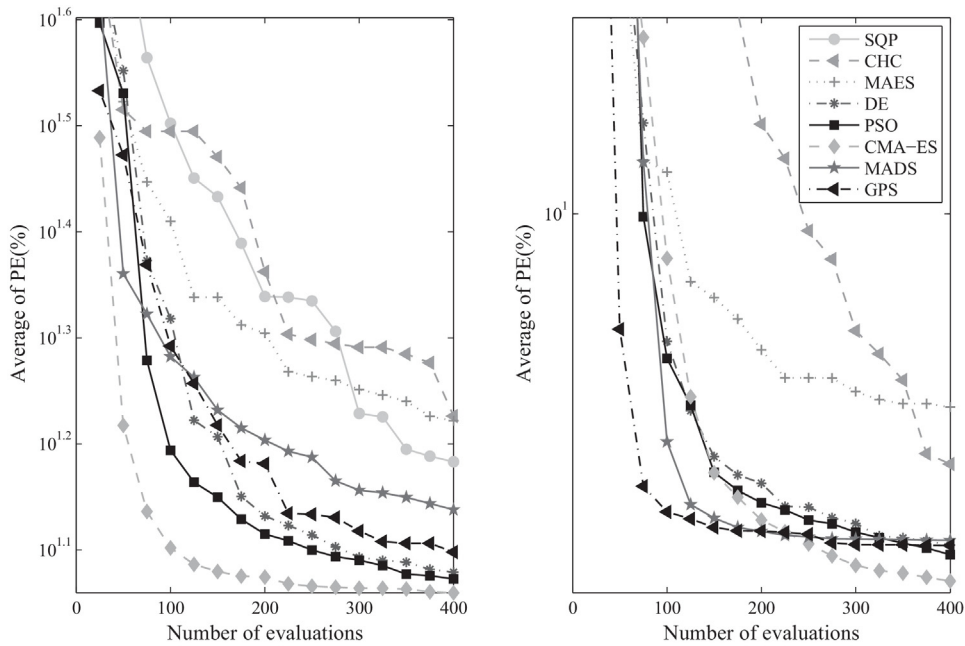 10^1.6
10^1.5
10^1.4
10^1.3
10^1.2
10^1.1
Average of PE(%)
0 100 200 300 400
Number of evaluations
SQP
CHC
MAES
DE
PSO
CMA−ES
MADS
GPS
10^1
Average of PE(%)
0 100 200 300 400
Number of evaluations